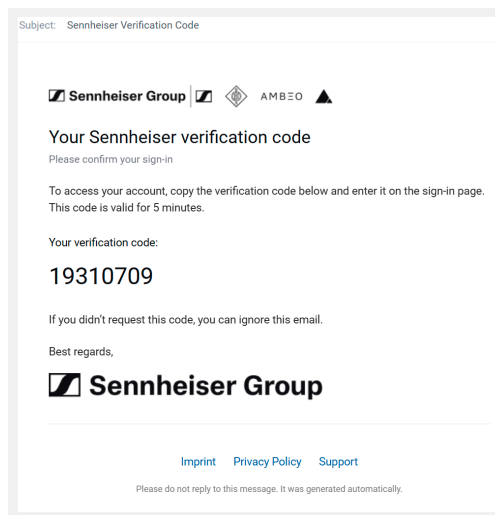 Subject: Sennheiser Verification Code
Sennheiser Group AMBEO
Your Sennheiser verification code
Please confirm your sign-in
To access your account, copy the verification code below and enter it on the sign-in page.
This code is valid for 5 minutes.
Your verification code:
19310709
If you didn't request this code, you can ignore this email.
Best regards,
Sennheiser Group
Imprint Privacy Policy Support
Please do not reply to this message. It was generated automatically.